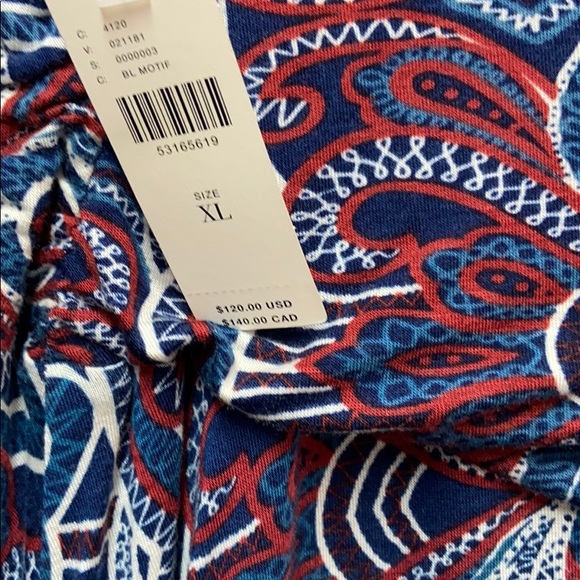 C: 4120
V: 021181
S: 0000003
C: BL MOTIF
53165619
SIZE
XL
$120.00 USD
$140.00 CAD